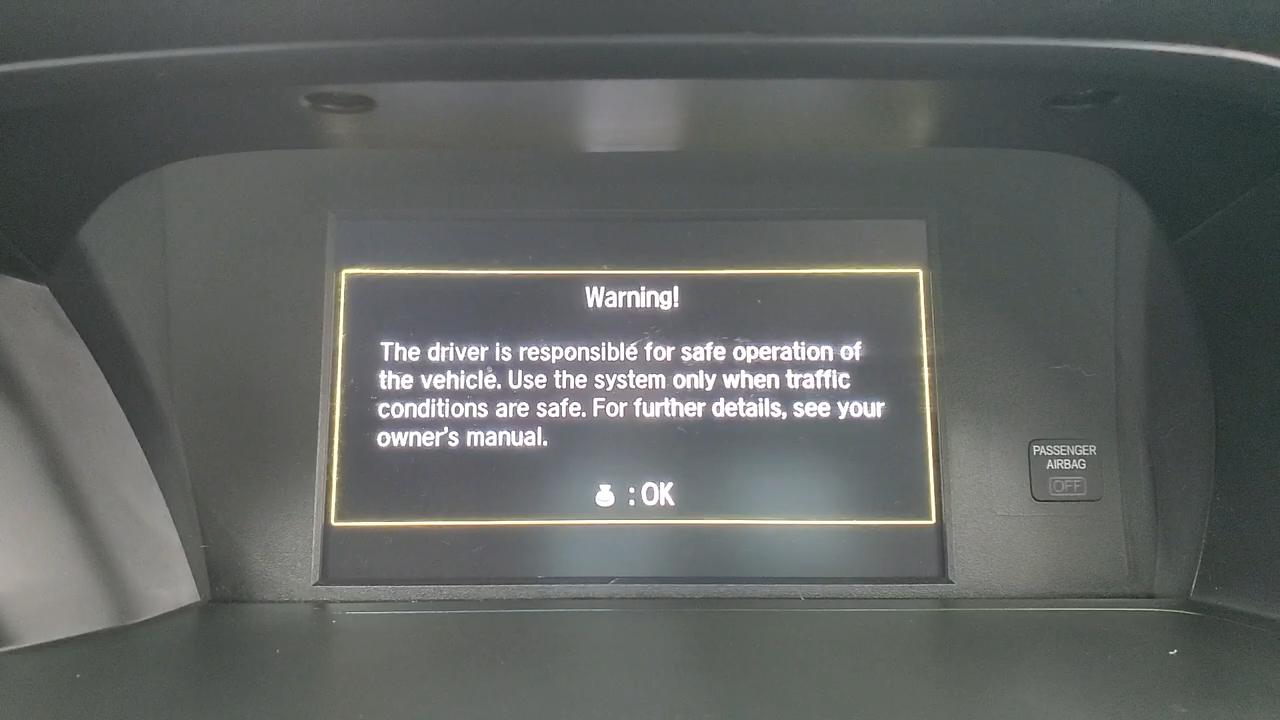 Warning!
The driver is responsible for safe operation of
the vehicle. Use the system only when traffic
conditions are safe. For further details, see your
owner's manual.
: OK
PASSENGER
AIRBAG
OFF